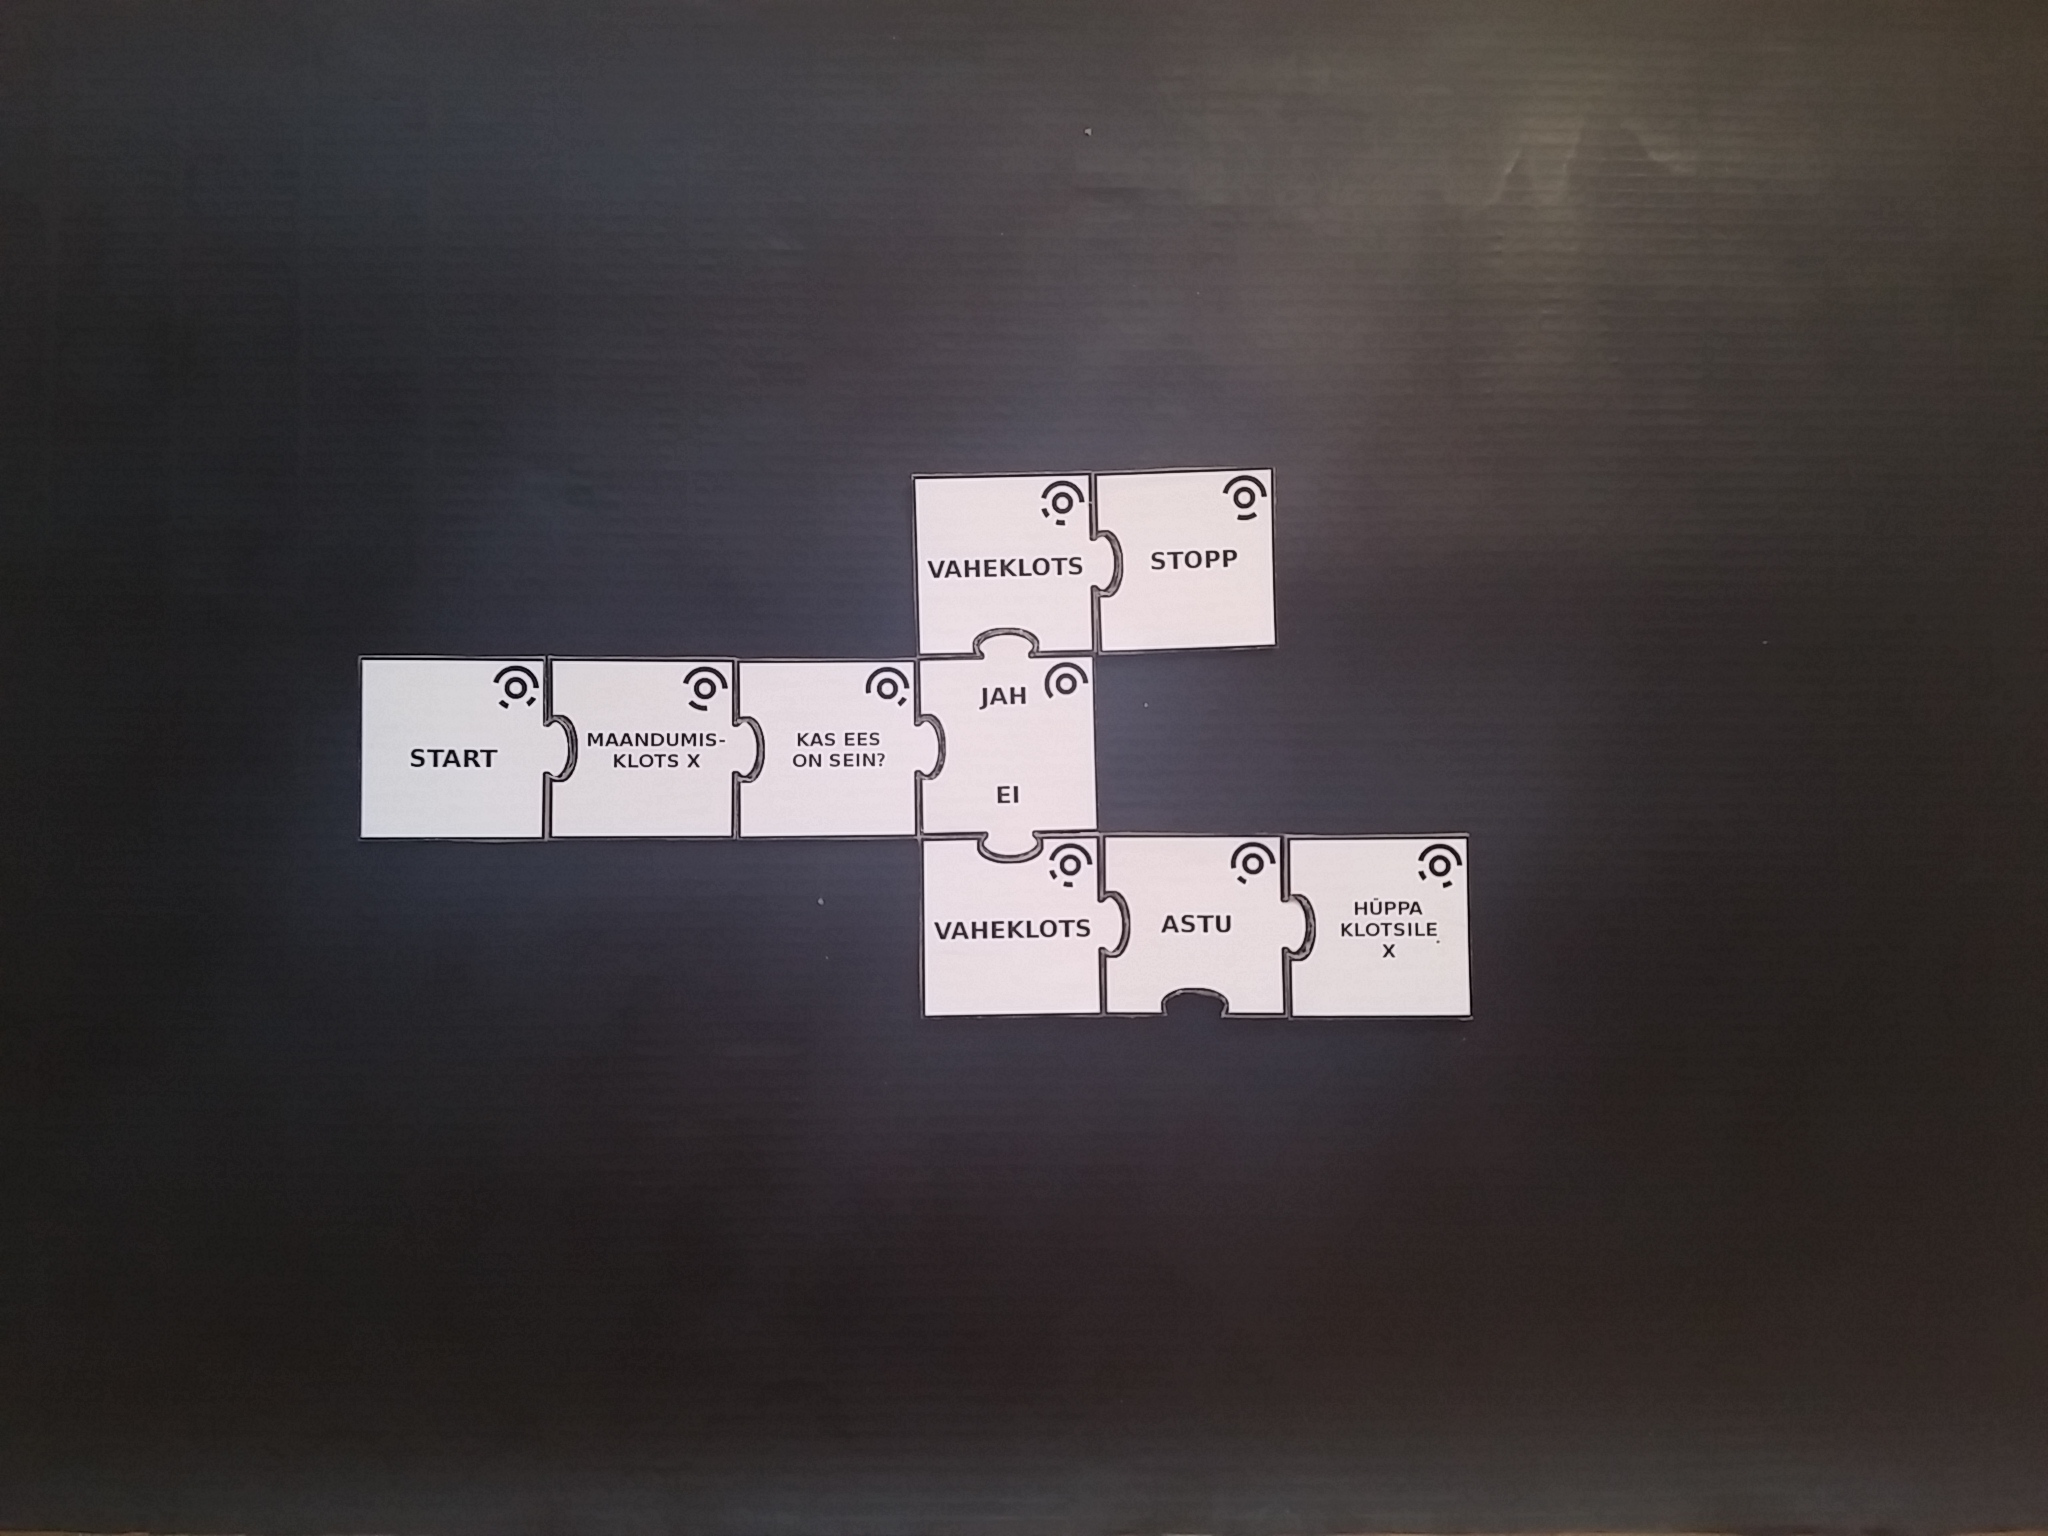 VAHEKLOTS
STOPP
START
MAANDUMIS-
KLOTS X
KAS EES
ON SEIN?
JAH
EI
VAHEKLOTS
ASTU
HÜPPA
KLOTSILE
X